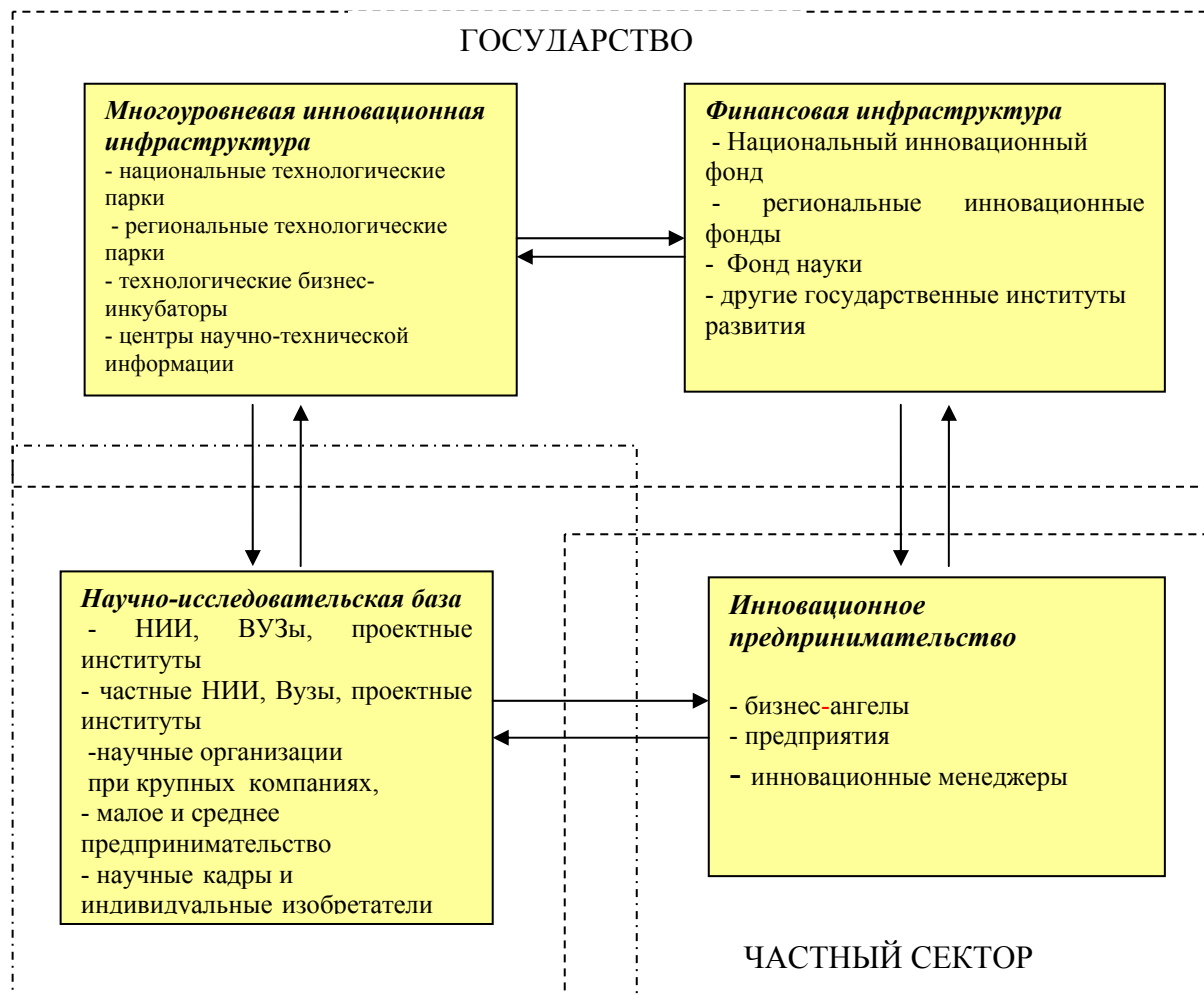 ГОСУДАРСТВО
Многоуровневая инновационная
инфраструктура
- национальные технологические
парки
- региональные технологические
парки
- технологические бизнес-
инкубаторы
- центры научно-технической
информации
Финансовая инфраструктура
- Национальный инновационный
фонд
- региональные инновационные
фонды
- Фонд науки
- другие государственные институты
развития
Научно-исследовательская база
- НИИ, ВУЗы, проектные
институты
- частные НИИ, Вузы, проектные
институты
-научные организации
при крупных компаниях,
- малое и среднее
предпринимательство
- научные кадры и
индивидуальные изобретатели
Инновационное
предпринимательство
- бизнес-ангелы
- предприятия
- инновационные менеджеры
ЧАСТНЫЙ СЕКТОР